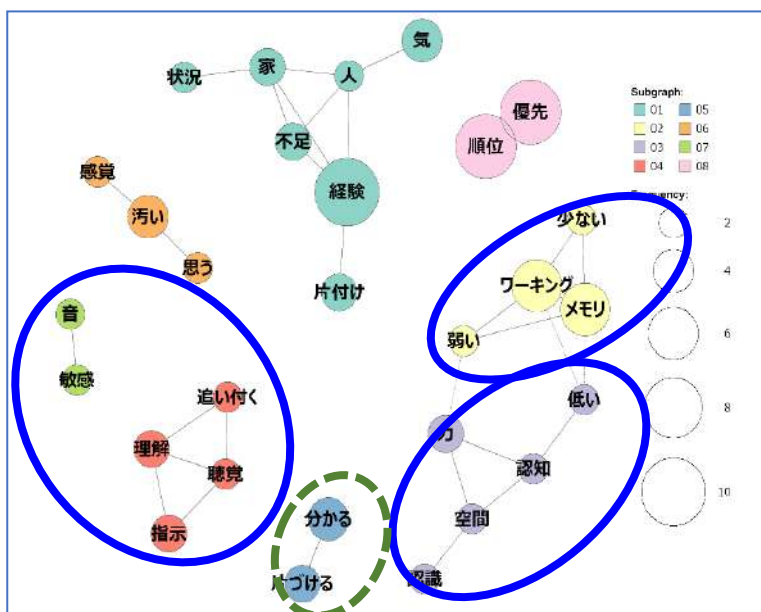 気
家
人
状況
不足
経験
片付け
優先
順位
Subgraph:
01 05
02 06
03 07
04 08
感覚
汚い
思う
少ない
ワーキング
メモリ
弱い
2
4
6
8
10
音
敏感
追い付く
理解
聴覚
指示
低い
力
認知
空間
認識
分かる
片づける